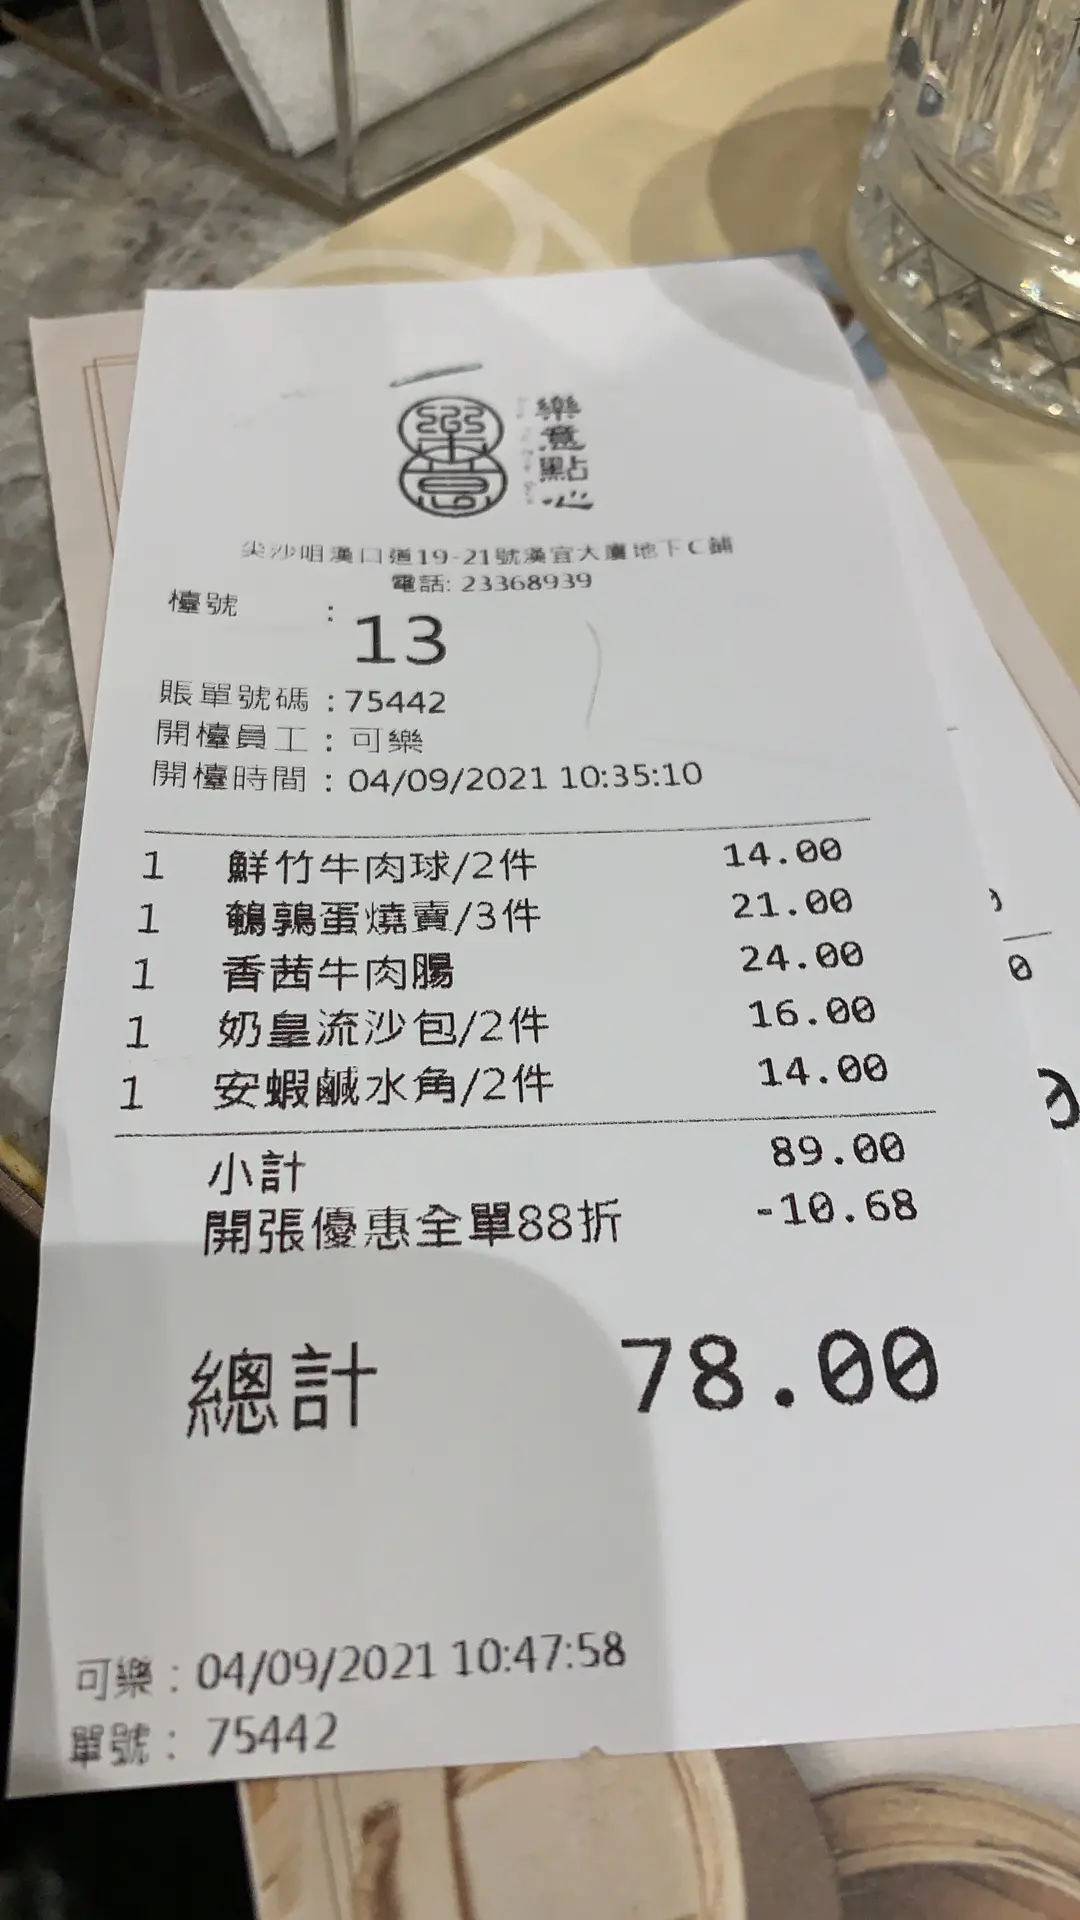 樂意
樂意點心
尖沙咀漢口道19-21號漢宜大廈地下C鋪
電話: 23368939
檯號 : 13
賬單號碼 : 75442
開檯員工 : 可樂
開檯時間 : 04/09/2021 10:35:10
1 鮮竹牛肉球/2件 14.00
1 鵪鶉蛋燒賣/3件 21.00
1 香茜牛肉腸 24.00
1 奶皇流沙包/2件 16.00
1 安蝦鹹水角/2件 14.00
小計 89.00
開張優惠全單88折 -10.68
總計 78.00
可樂 : 04/09/2021 10:47:58
單號 : 75442